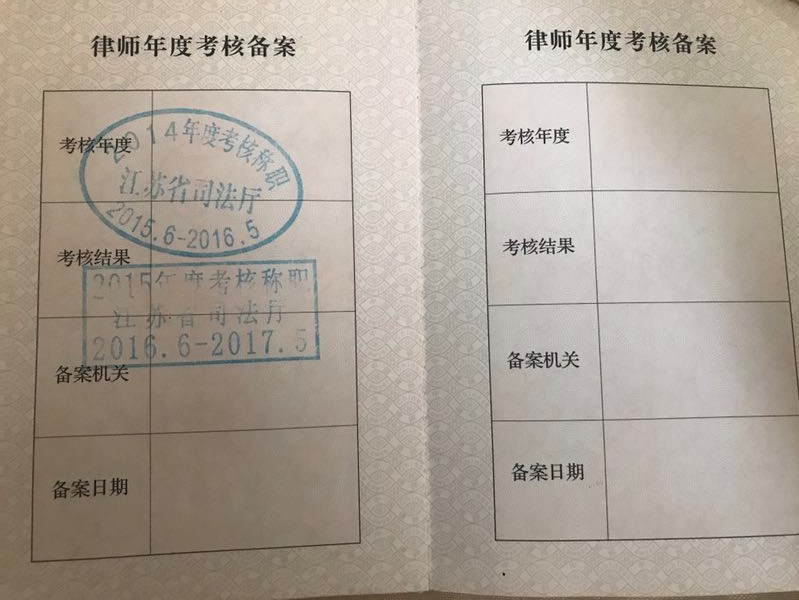 律师年度考核备案
考核年度
2014年度考核称职
江苏省司法厅
2015.6-2016.5
考核结果
2015年度考核称职
江苏省司法厅
2016.6-2017.5
备案机关
备案日期
律师年度考核备案
考核年度
考核结果
备案机关
备案日期